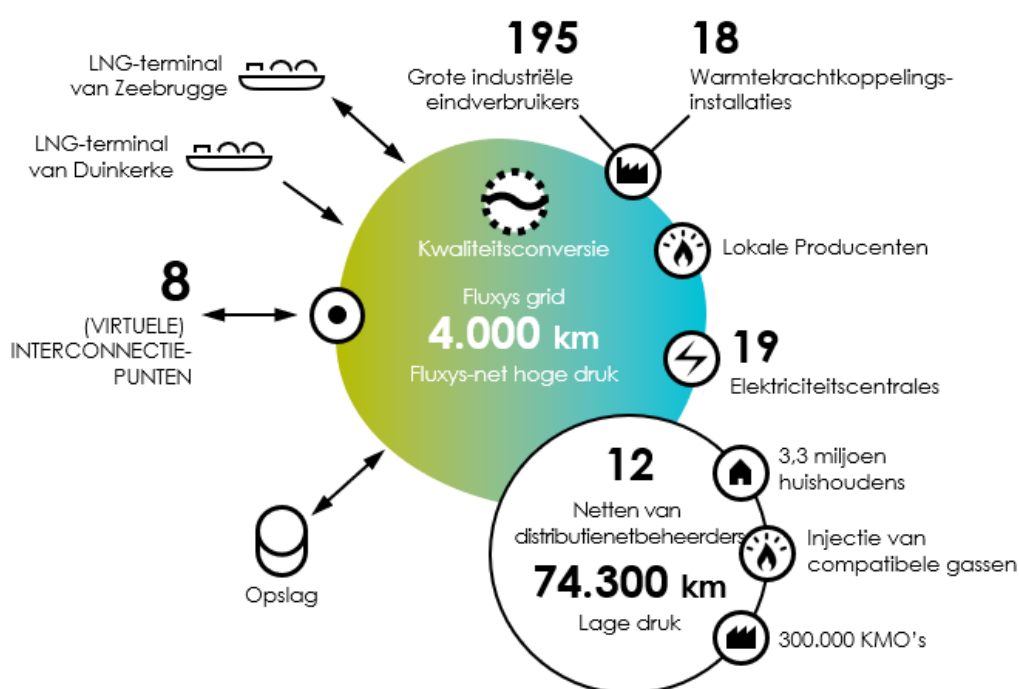 195
Grote industriële
eindverbruikers
18
Warmtekrachtkoppelings-
installaties
LNG-terminal
van Zeebrugge
LNG-terminal
van Duinkerke
Kwaliteitsconversie
Lokale Producenten
8
(VIRTUELE)
INTERCONNECTIE-
PUNTEN
Fluxys grid
4.000 km
Fluxys-net hoge druk
19
Elektriciteitscentrales
12
Netten van
distributienetbeheerders
74.300 km
Lage druk
3,3 miljoen
huishoudens
Injectie van
compatibele gassen
300.000 KMO's
Opslag